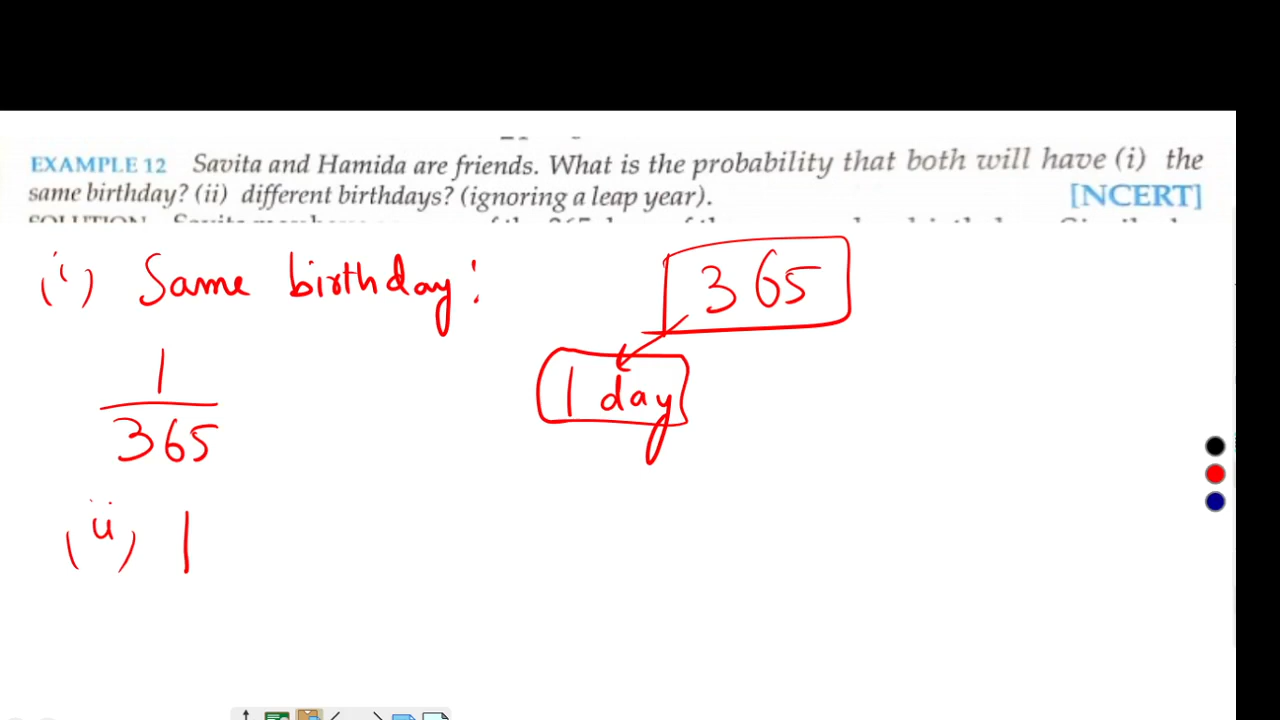 EXAMPLE 12 Savita and Hamida are friends. What is the probability that both will have (i) the
same birthday? (ii) different birthdays? (ignoring a leap year). [NCERT]
(i) Same birthday:
365
1 day
1
365
(ii) 1